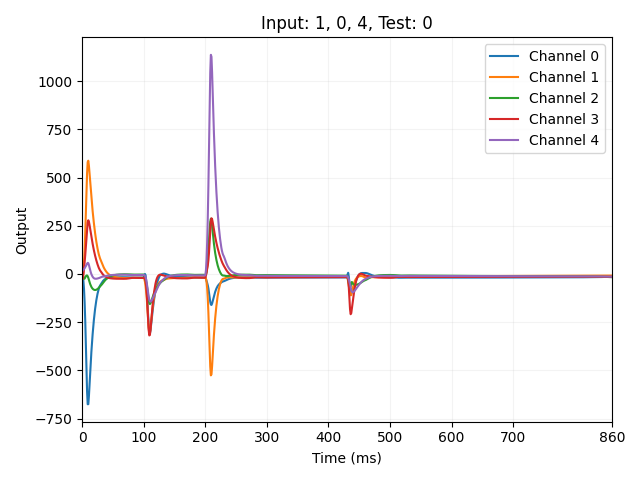 Input: 1, 0, 4, Test: 0
Output
1000
750
500
250
0
−250
−500
−750
Channel 0
Channel 1
Channel 2
Channel 3
Channel 4
0 100 200 300 400 500 600 700 860
Time (ms)